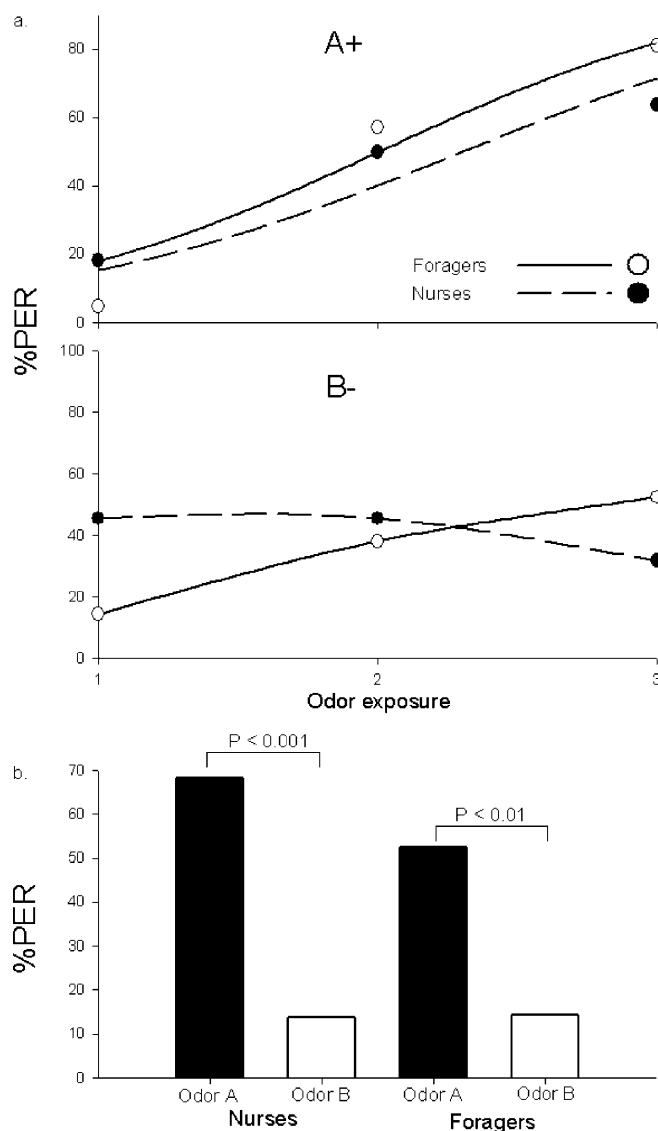 a.
A+
80
60
40
20
0
Foragers
Nurses
%PER
B-
100
80
60
40
20
0
1 2 3
Odor exposure
b.
P < 0.001
P < 0.01
70
60
50
40
30
20
10
0
%PER
Odor A Odor B Odor A Odor B
Nurses Foragers